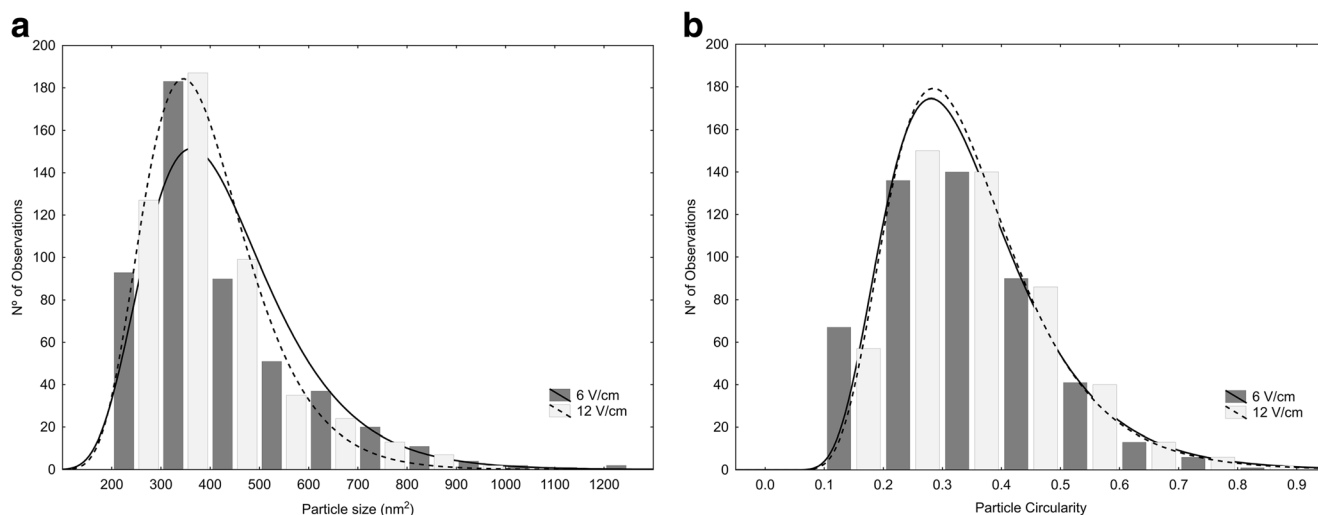 a
200
180
160
140
120
100
80
60
40
20
0
Nº of Observations
200 300 400 500 600 700 800 900 1000 1100 1200
Particle size (nm²)
6 V/cm
12 V/cm
b
200
180
160
140
120
100
80
60
40
20
0
Nº of Observations
0.0 0.1 0.2 0.3 0.4 0.5 0.6 0.7 0.8 0.9
Particle Circularity
6 V/cm
12 V/cm